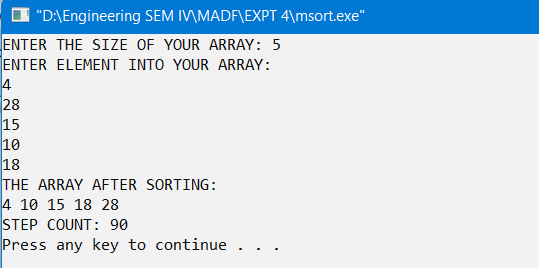 "D:\Engineering SEM IV\MADF\EXPT 4\msort.exe"
ENTER THE SIZE OF YOUR ARRAY: 5
ENTER ELEMENT INTO YOUR ARRAY:
4
28
15
10
18
THE ARRAY AFTER SORTING:
4 10 15 18 28
STEP COUNT: 90
Press any key to continue . . .